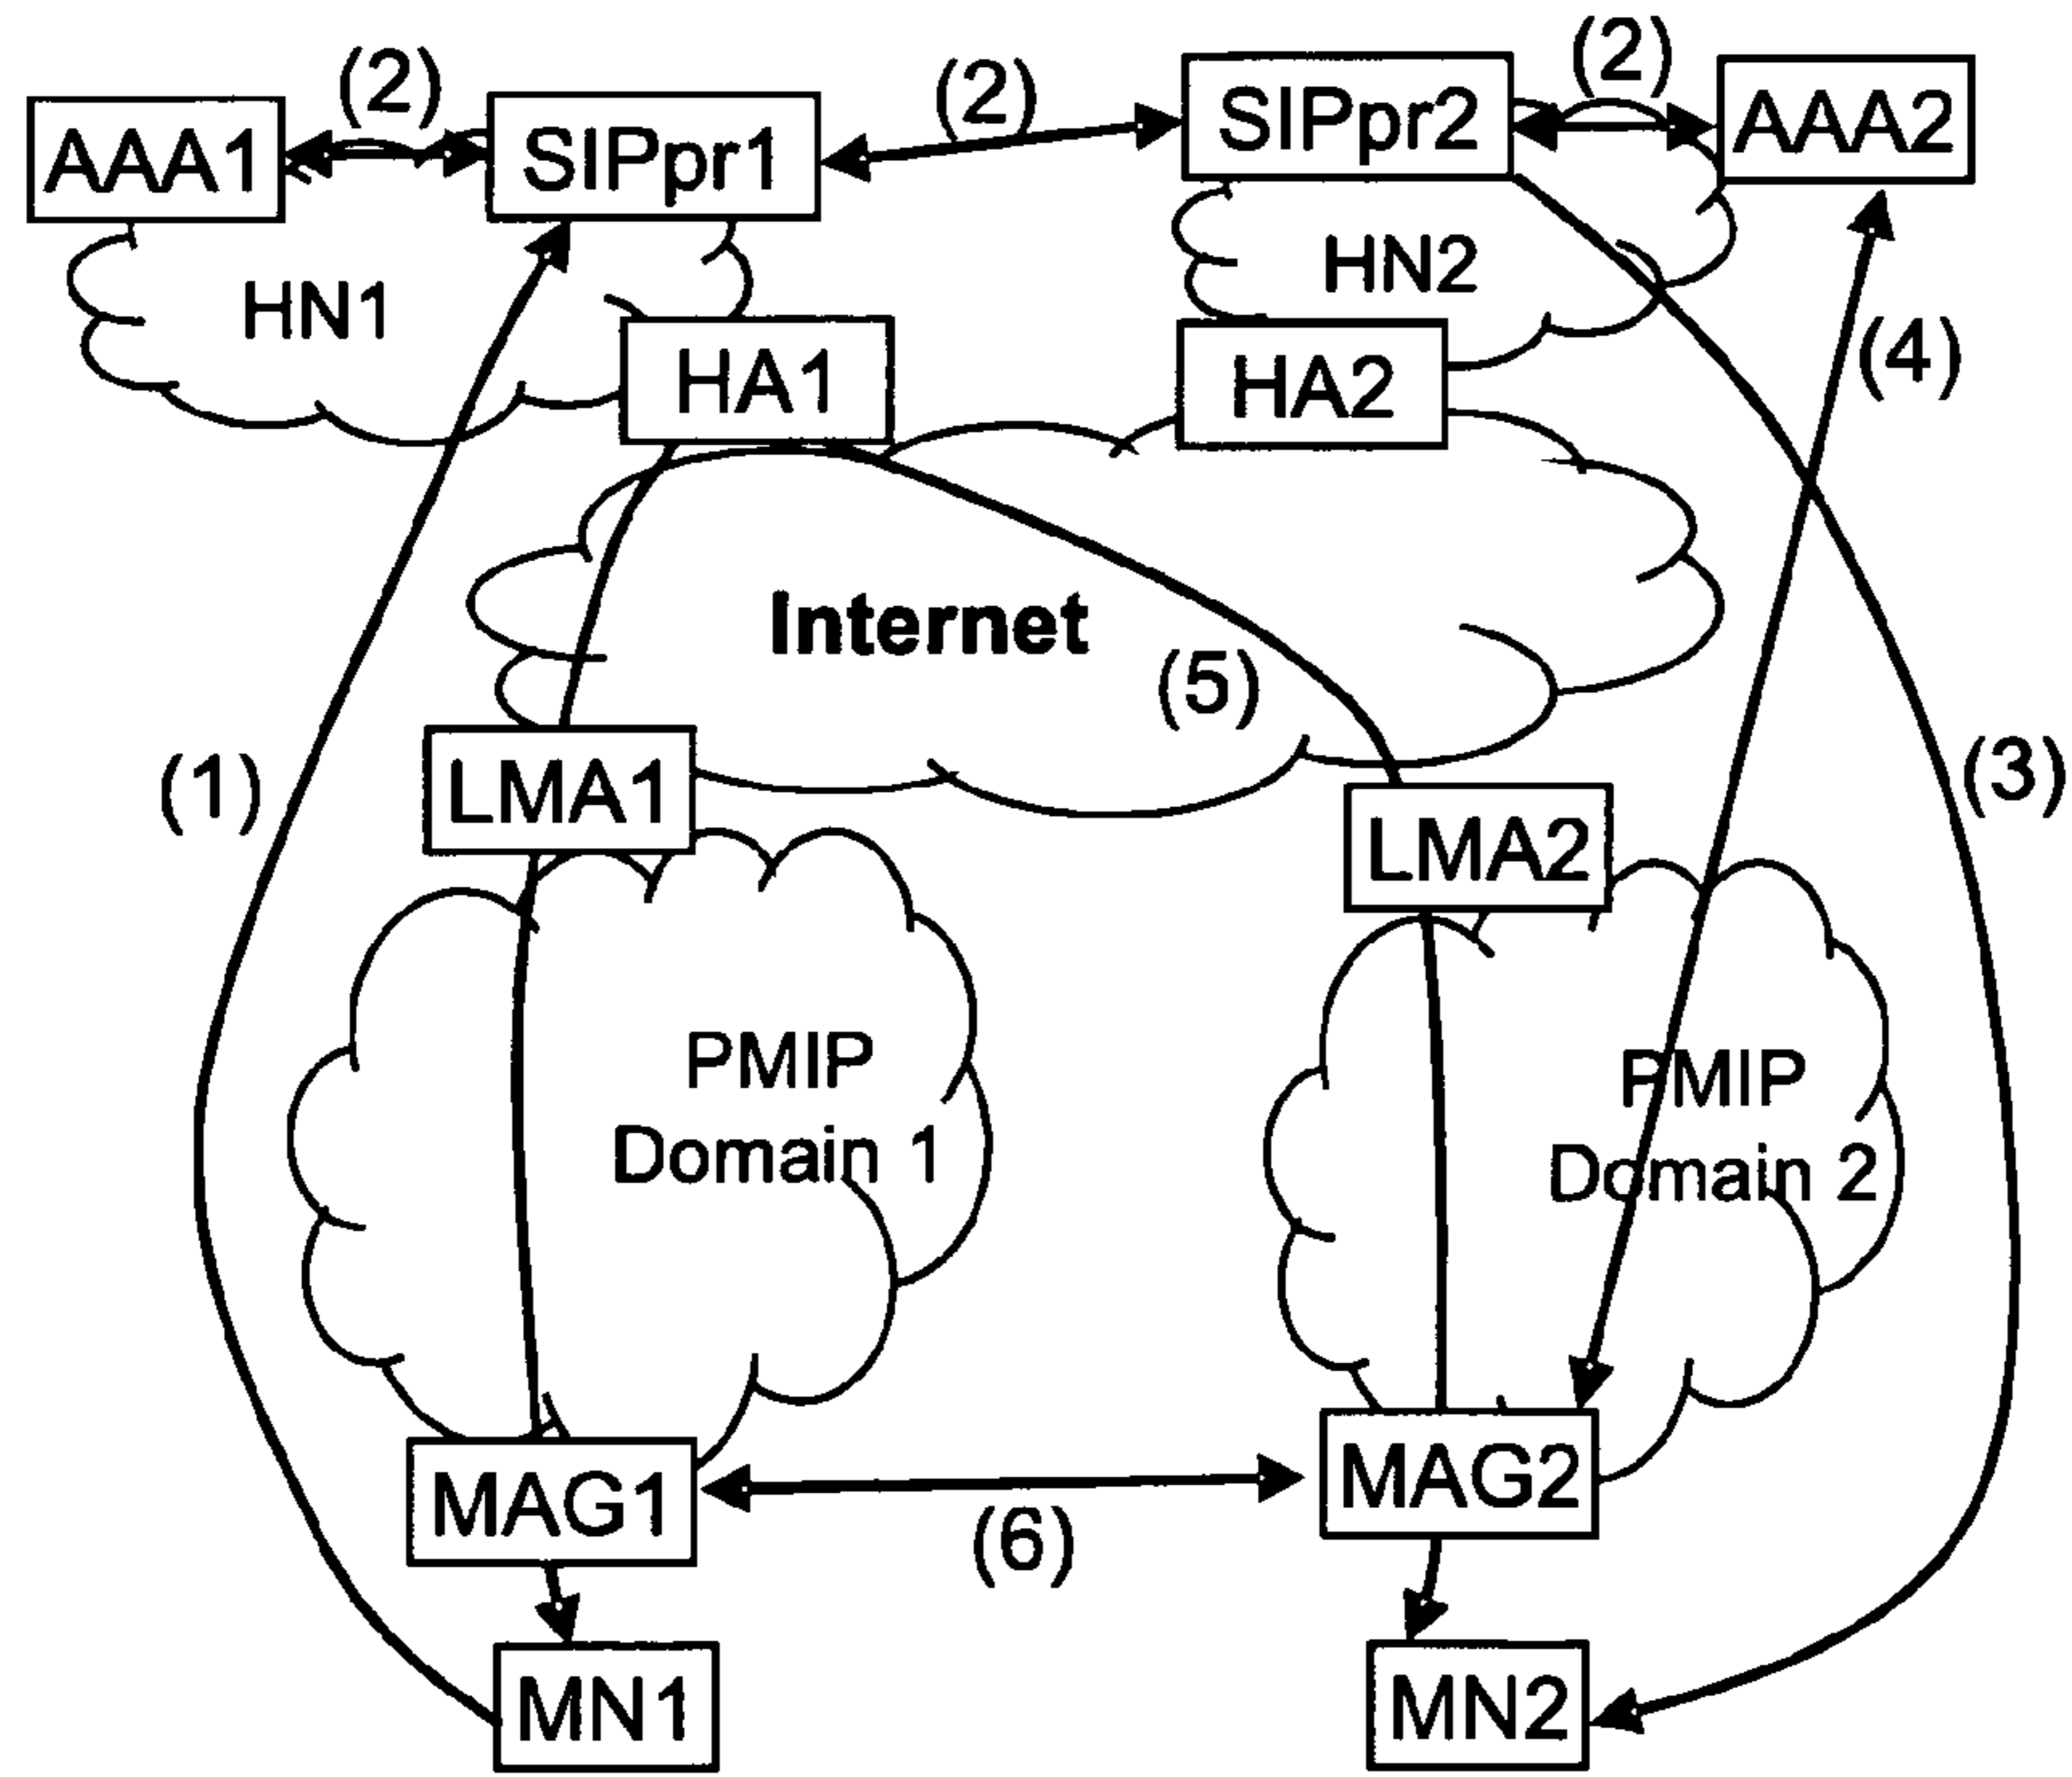 (2)
(2)
(2)
AAA1
SIPpr1
SIPpr2
AAA2
HN1
HN2
HA1
HA2
(4)
Internet
(5)
(1)
LMA1
LMA2
(3)
PMIP
Domain 1
PMIP
Domain 2
MAG1
MAG2
(6)
MN1
MN2